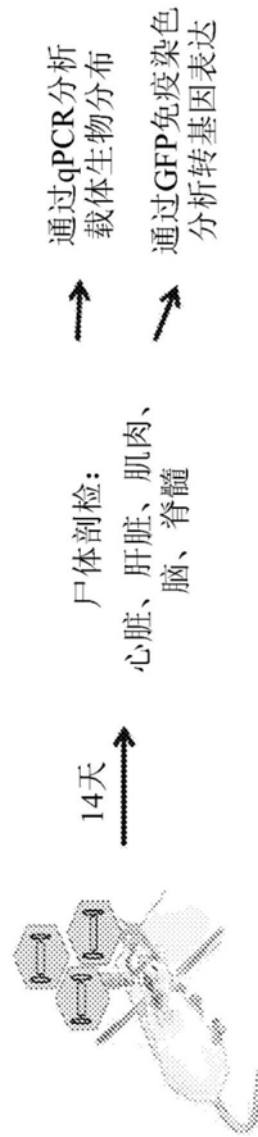 14天
尸体剖检：
心脏、肝脏、肌肉、
脑、脊髓
通过qPCR分析
载体生物分布
通过GFP免疫染色
分析转基因表达